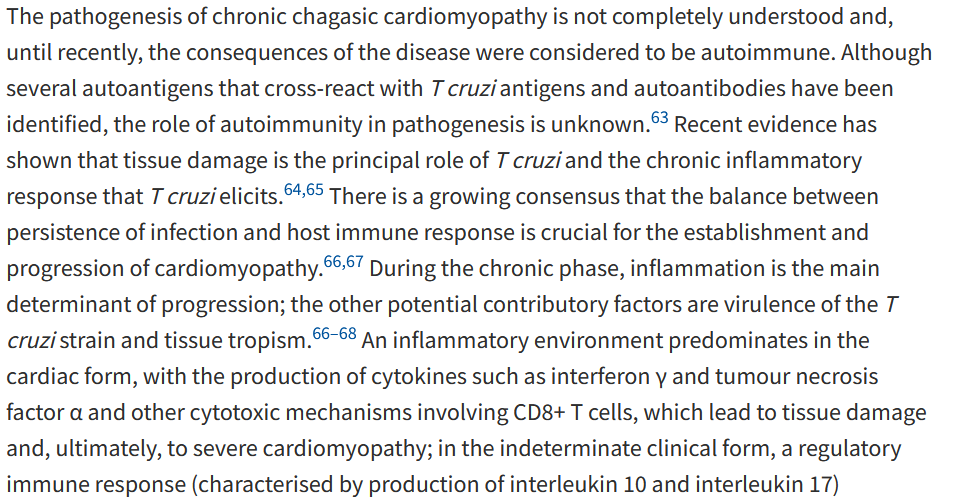 The pathogenesis of chronic chagasic cardiomyopathy is not completely understood and,
until recently, the consequences of the disease were considered to be autoimmune. Although
several autoantigens that cross-react with T cruzi antigens and autoantibodies have been
identified, the role of autoimmunity in pathogenesis is unknown.63 Recent evidence has
shown that tissue damage is the principal role of T cruzi and the chronic inflammatory
response that T cruzi elicits.64,65 There is a growing consensus that the balance between
persistence of infection and host immune response is crucial for the establishment and
progression of cardiomyopathy.66,67 During the chronic phase, inflammation is the main
determinant of progression; the other potential contributory factors are virulence of the T
cruzi strain and tissue tropism.66–68 An inflammatory environment predominates in the
cardiac form, with the production of cytokines such as interferon γ and tumour necrosis
factor α and other cytotoxic mechanisms involving CD8+ T cells, which lead to tissue damage
and, ultimately, to severe cardiomyopathy; in the indeterminate clinical form, a regulatory
immune response (characterised by production of interleukin 10 and interleukin 17)